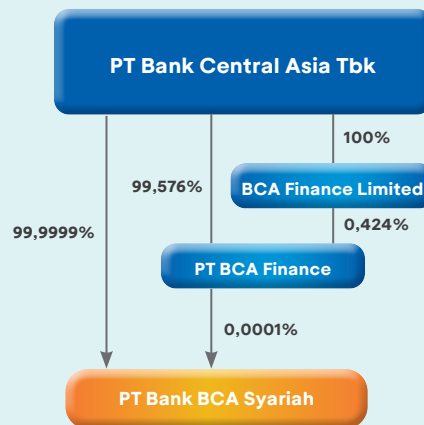 PT Bank Central Asia Tbk
100%
99,576%
BCA Finance Limited
99,9999%
0,424%
PT BCA Finance
0,0001%
PT Bank BCA Syariah